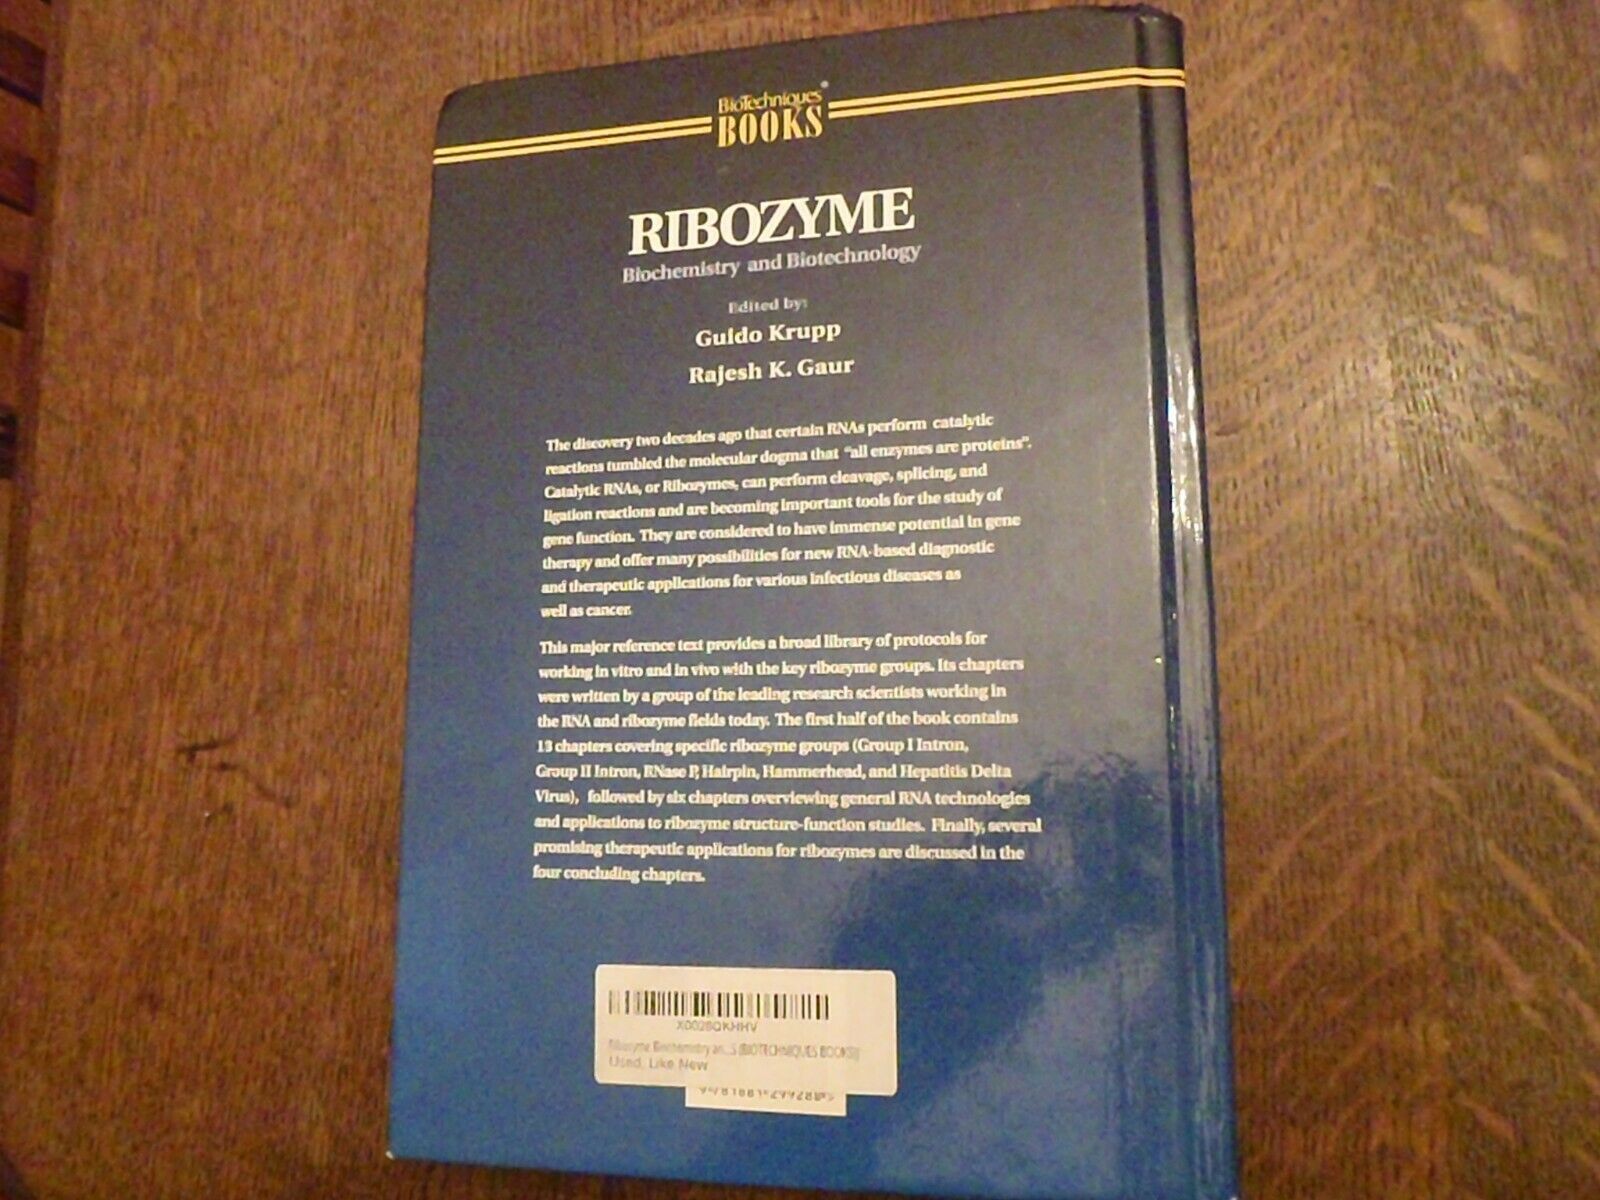 BioTechniques®
BOOKS
RIBOZYME
Biochemistry and Biotechnology
Edited by:
Guido Krupp
Rajesh K. Gaur
The discovery two decades ago that certain RNAs perform catalytic
reactions tumbled the molecular dogma that “all enzymes are proteins”.
Catalytic RNAs, or Ribozymes, can perform cleavage, splicing, and
ligation reactions and are becoming important tools for the study of
gene function. They are considered to have immense potential in gene
therapy and offer many possibilities for new RNA-based diagnostic
and therapeutic applications for various infectious diseases as
well as cancer.
This major reference text provides a broad library of protocols for
working in vitro and in vivo with the key ribozyme groups. Its chapters
were written by a group of the leading research scientists working in
the RNA and ribozyme fields today. The first half of the book contains
13 chapters covering specific ribozyme groups (Group I Intron,
Group II Intron, RNase P, Hairpin, Hammerhead, and Hepatitis Delta
Virus), followed by six chapters overviewing general RNA technologies
and applications to ribozyme structure-function studies. Finally, several
promising therapeutic applications for ribozymes are discussed in the
four concluding chapters.
X0028QKHHV
Ribozyme Biochemistry an...S (BIOTECHNIQUES BOOKS)]
Used, Like New